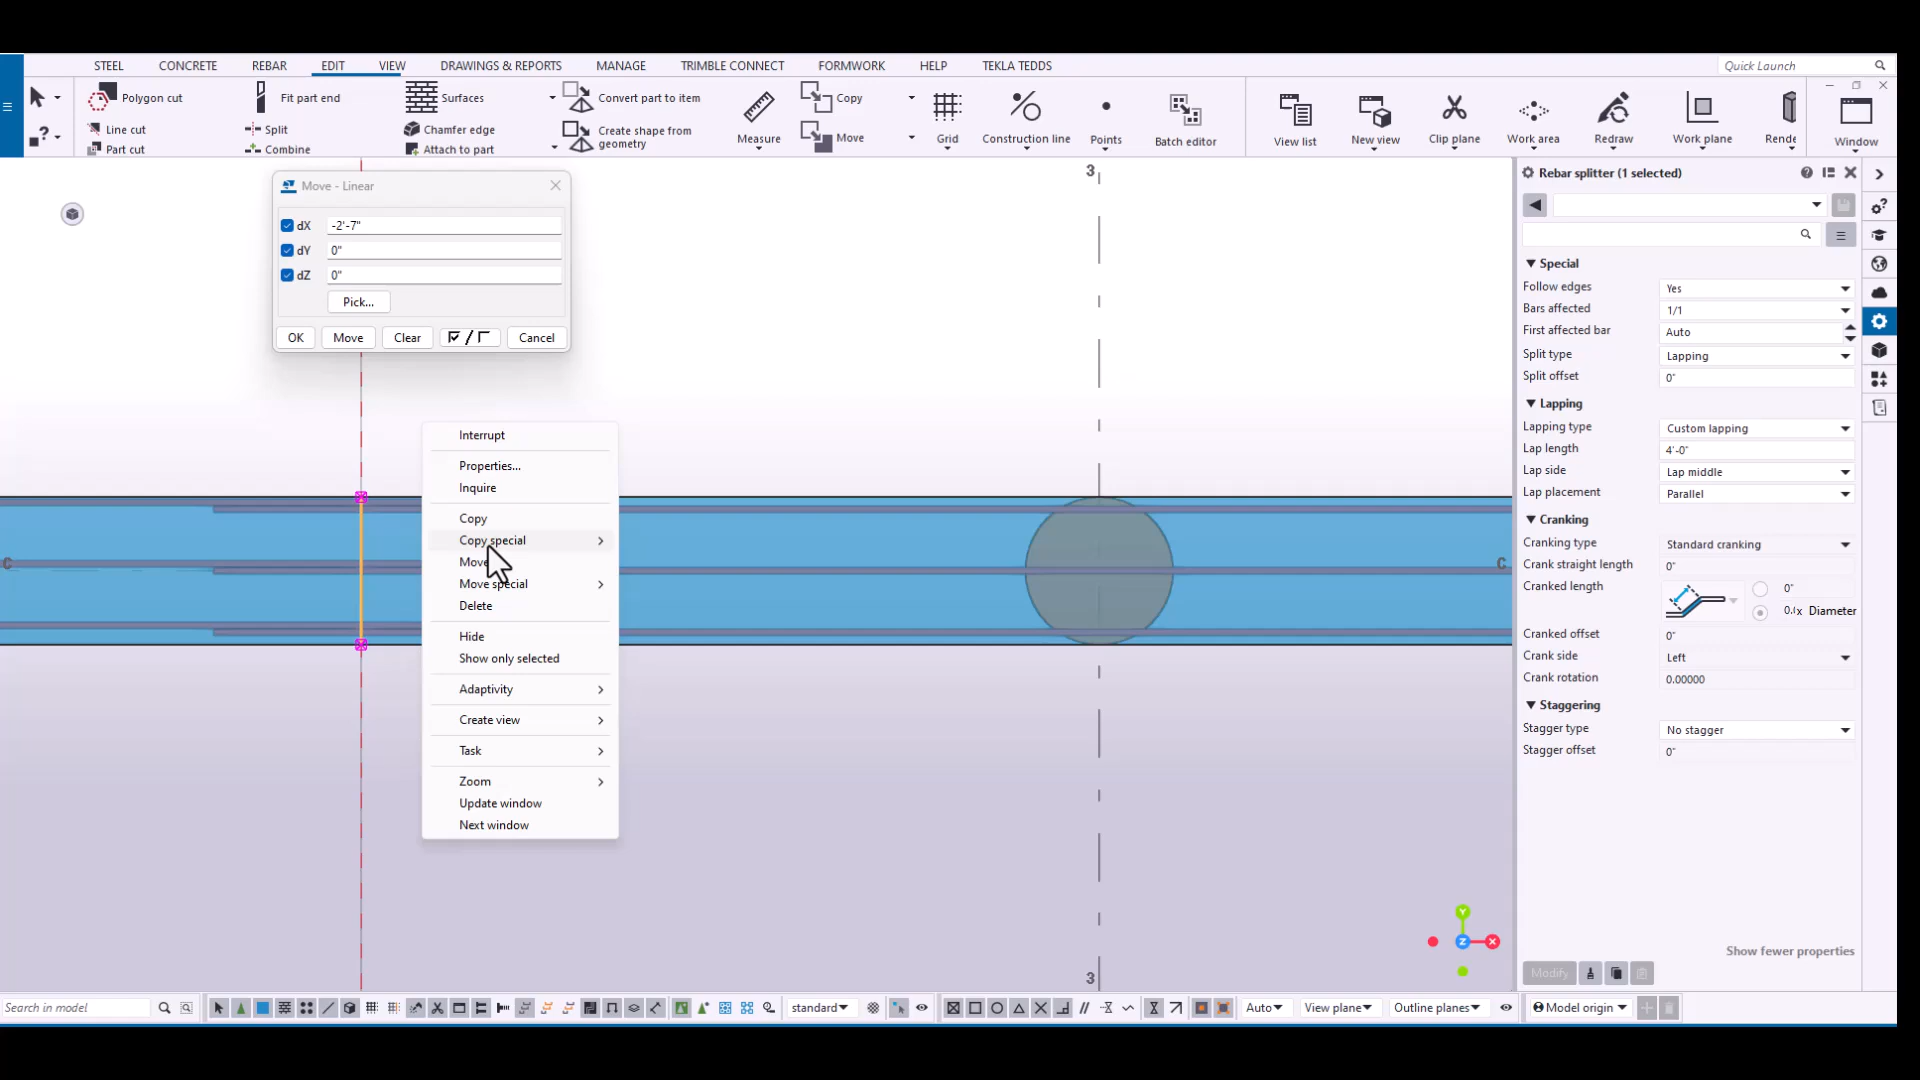 STEEL CONCRETE REBAR EDIT VIEW DRAWINGS & REPORTS MANAGE TRIMBLE CONNECT FORMWORK HELP TEKLA TEDDS Quick Launch
Polygon cut Fit part end Surfaces Convert part to item Copy
Line cut Split Chamfer edge Create shape from geometry Move
Part cut Combine Attach to part
Measure Grid Construction line Points Batch editor View list New view Clip plane Work area Redraw Work plane Rende Window
3
Move - Linear
dX -2'-7"
dY 0"
dZ 0"
Pick...
OK Move Clear Cancel
Interrupt
Properties...
Inquire
Copy
Copy special
Move
Move special
Delete
Hide
Show only selected
Adaptivity
Create view
Task
Zoom
Update window
Next window
C C
3
Y
Z X
Rebar splitter (1 selected)
Special
Follow edges Yes
Bars affected 1/1
First affected bar Auto
Split type Lapping
Split offset 0"
Lapping
Lapping type Custom lapping
Lap length 4'-0"
Lap side Lap middle
Lap placement Parallel
Cranking
Cranking type Standard cranking
Crank straight length 0"
Cranked length 0"
x Diameter
Cranked offset 0"
Crank side Left
Crank rotation 0.00000
Staggering
Stagger type No stagger
Stagger offset 0"
Show fewer properties
Modify
Search in model standard Auto View plane Outline planes Model origin